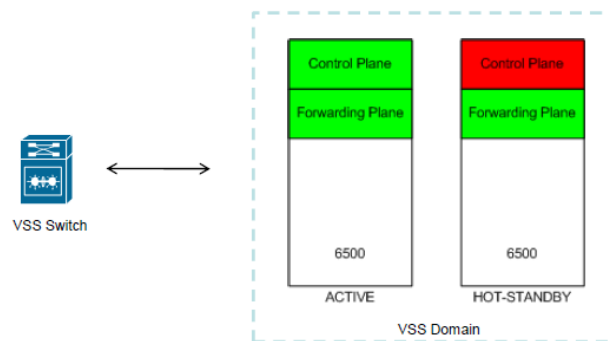 Control Plane
Control Plane
Forwarding Plane
Forwarding Plane
VSS Switch
6500
6500
ACTIVE
HOT-STANDBY
VSS Domain